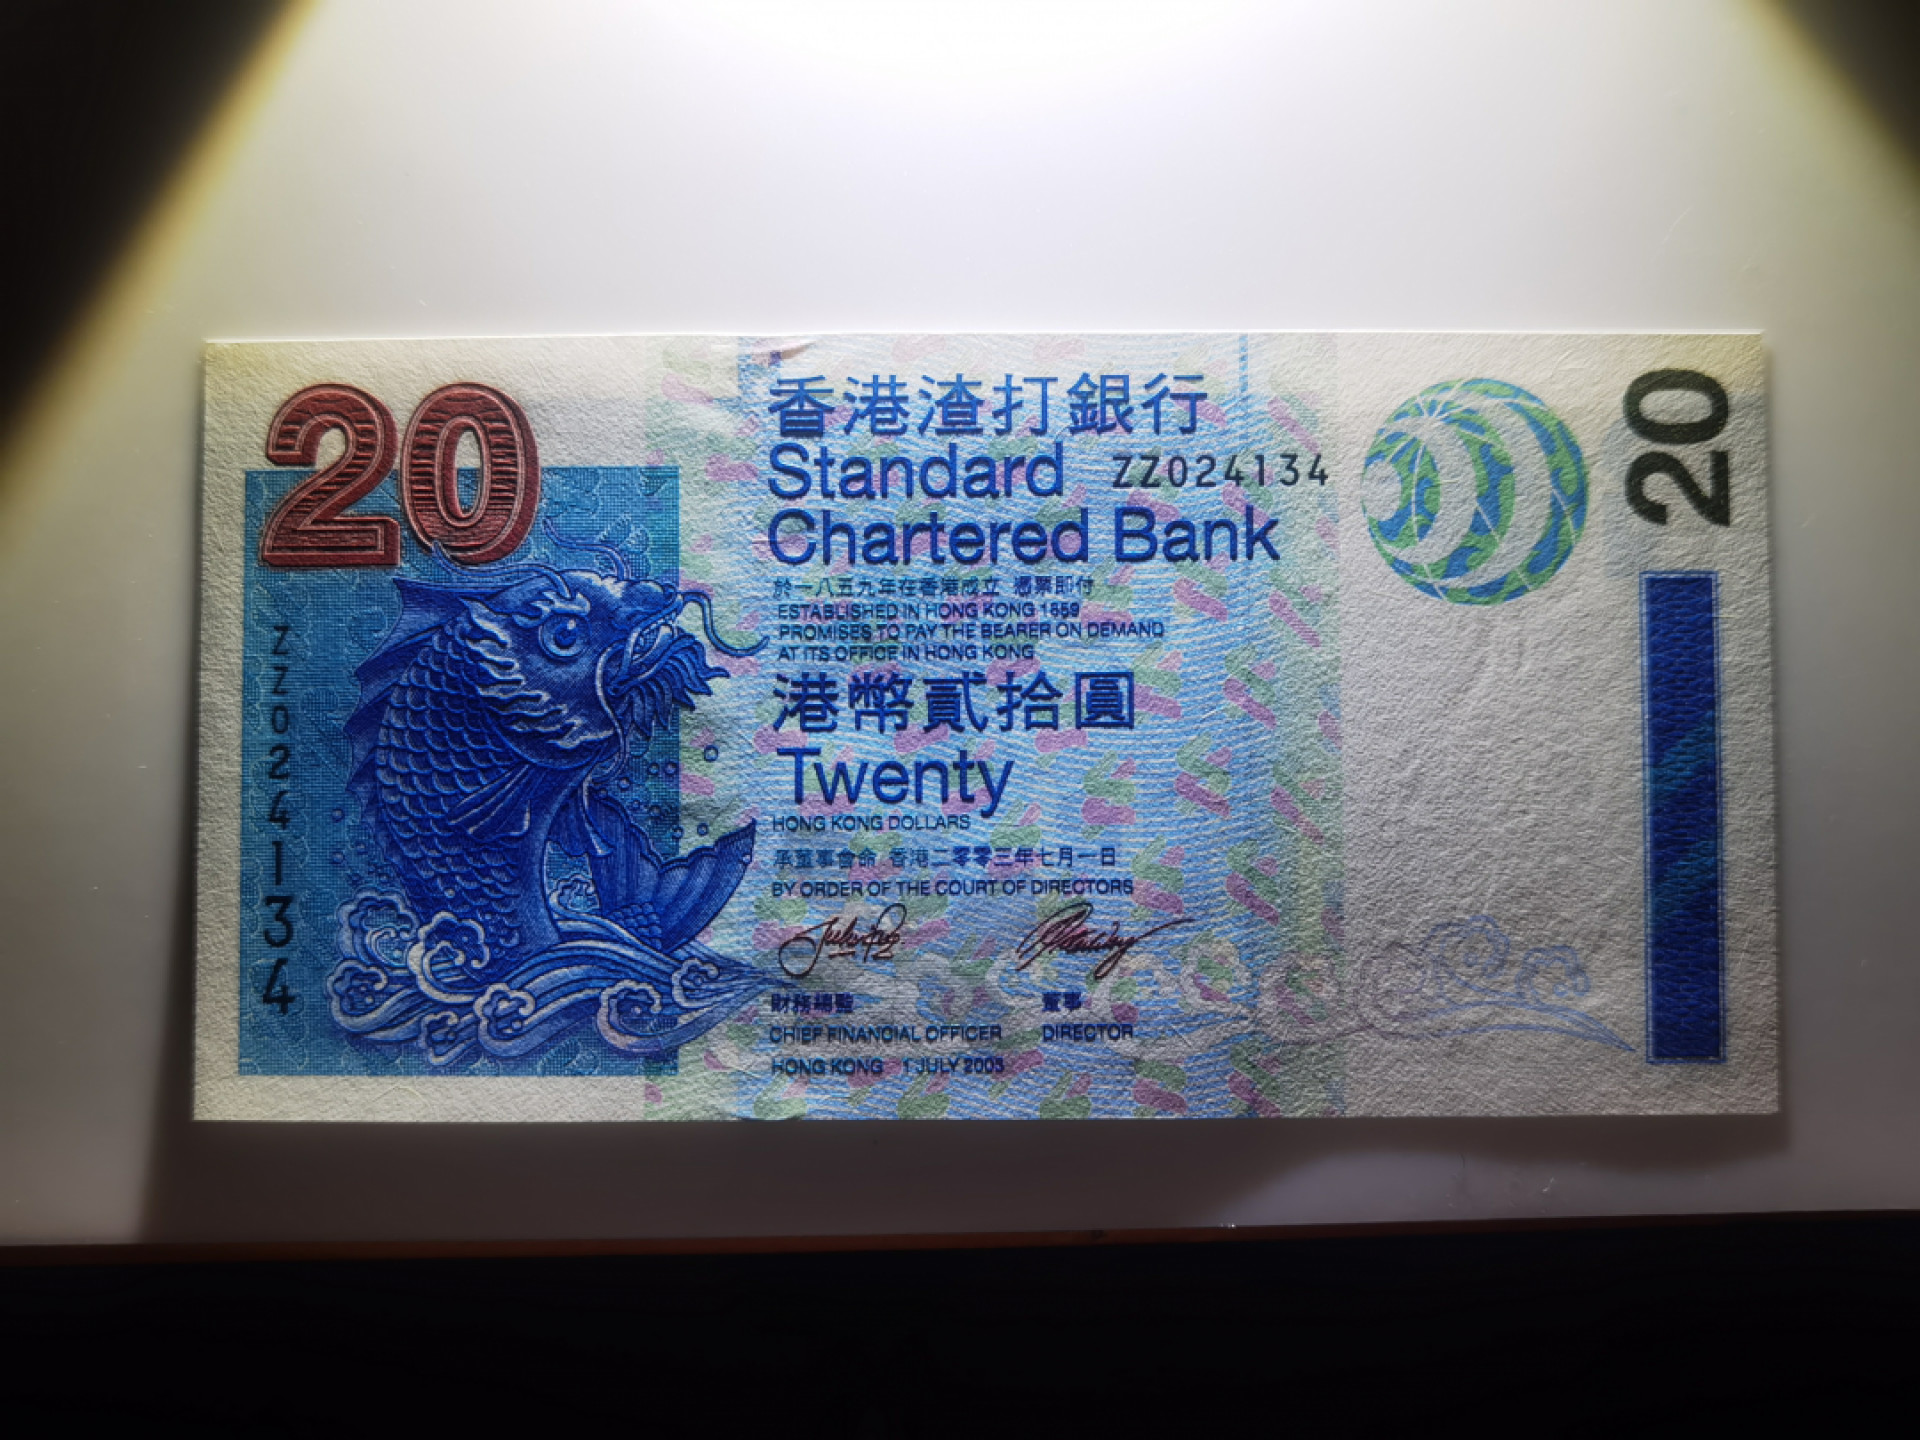 20
香港渣打銀行
Standard
ZZ024134
Chartered Bank
於一八五九年在香港成立 憑票即付
ESTABLISHED IN HONG KONG 1859
PROMISES TO PAY THE BEARER ON DEMAND
AT ITS OFFICE IN HONG KONG
港幣貳拾圓
Twenty
HONG KONG DOLLARS
承董事會命 香港二零零三年七月一日
BY ORDER OF THE COURT OF DIRECTORS
財務總監
董事
CHIEF FINANCIAL OFFICER
DIRECTOR
HONG KONG 1 JULY 2003
ZZ024134
20